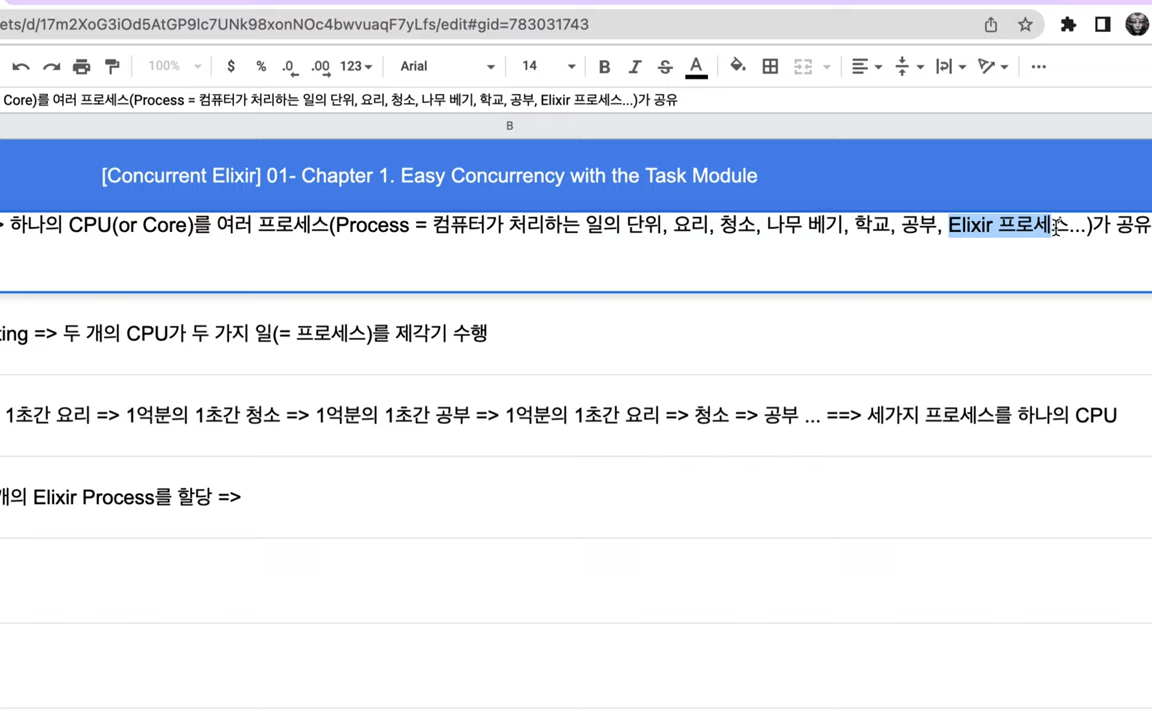 ets/d/17m2XoG3iOd5AtGP9lc7UNk98xonNOc4bwvuaqF7yLfs/edit#gid=783031743
100% $ % .0 .00 123 Arial 14 B I S A
Core)를 여러 프로세스(Process = 컴퓨터가 처리하는 일의 단위, 요리, 청소, 나무 베기, 학교, 공부, Elixir 프로세스...)가 공유
B
[Concurrent Elixir] 01- Chapter 1. Easy Concurrency with the Task Module
> 하나의 CPU(or Core)를 여러 프로세스(Process = 컴퓨터가 처리하는 일의 단위, 요리, 청소, 나무 베기, 학교, 공부, Elixir 프로세스...)가 공유
ting => 두 개의 CPU가 두 가지 일(= 프로세스)를 제각기 수행
1초간 요리 => 1억분의 1초간 청소 => 1억분의 1초간 공부 => 1억분의 1초간 요리 => 청소 => 공부 ... ==> 세가지 프로세스를 하나의 CPU
개의 Elixir Process를 할당 =>